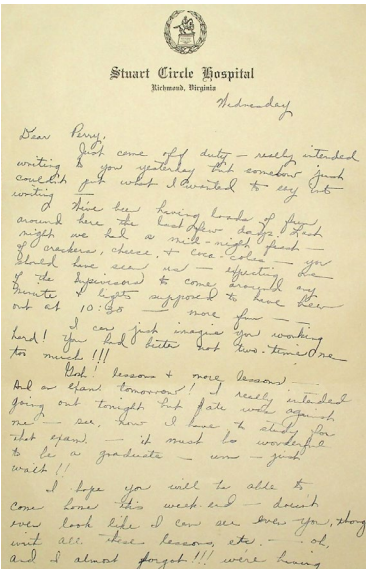 Stuart Circle Hospital
Richmond, Virginia
Wednesday
Dear Perry,
Just came off duty – really intended
writing to you yesterday but somehow just
couldn't put what I wanted to say into
writing.
I've been having loads of fun
around here the last few days. Last
night we had a mid-night feast –
of crackers, cheese, + coca-colas – you
should have seen us – expecting one
of the supervisors to come around any
minute + lights supposed to have been
out at 10:30 – more fun –
I can just imagine you working
hard! You had better not two-time me
too much!!!
Gosh! lessons + more lessons –
And a exam tomorrow! I really intended
going out tonight but fate was against
me – see, now I have to study for
that exam. – it must be wonderful
to be a graduate – um – just
wait!!
I hope you will be able to
come home this week-end – doesn't
even look like I can see even you, thong
with all these lessons, etc. – oh,
and I almost forgot!!! we're having